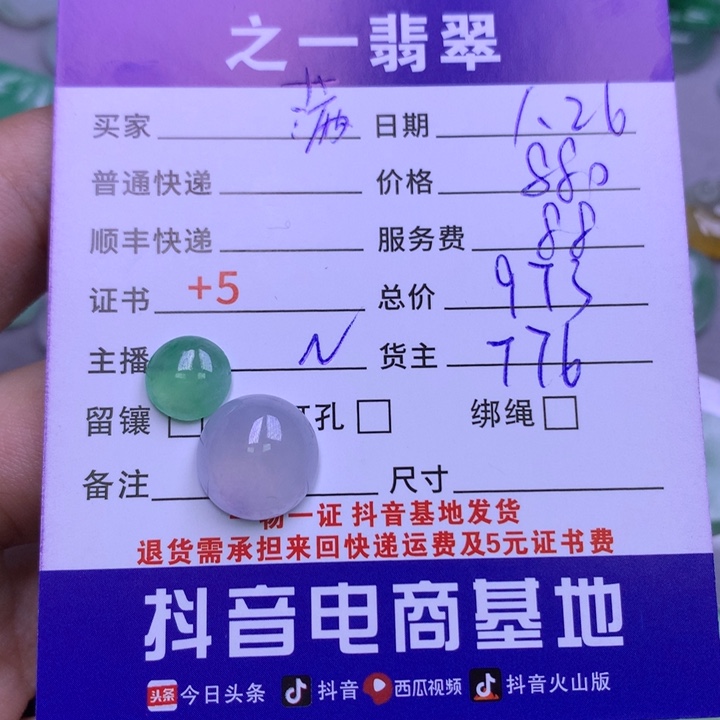 之一翡翠
买家 满 日期 1.26
普通快递 价格 880
顺丰快递 服务费 88
证书 +5 总价 973
主播 N 货主 776
留镶 孔 绑绳
备注 尺寸
一物一证 抖音基地发货
退货需承担来回快递运费及5元证书费
抖音电商基地
头条 今日头条 抖音 西瓜视频 抖音火山版